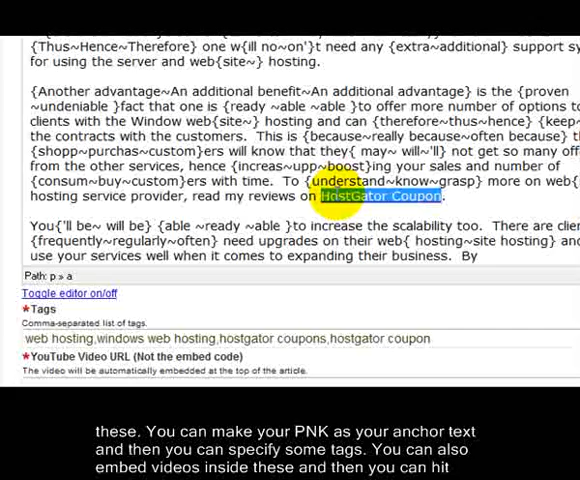 {Thus~Hence~Therefore} one w{ill no~on'}t need any {extra~additional} support sy
for using the server and web{site~} hosting.
{Another advantage~An additional benefit~An additional advantage} is the {proven
~undeniable }fact that one is {ready ~able ~able }to offer more number of options to
clients with the Window web{site~} hosting and can {therefore~thus~hence} {keep~
the contracts with the customers.  This is {because~really because~often because} th
{shopp~purchas~custom}ers will know that they{ may~ will~'ll} not get so many off
from the other services, hence {increas~upp~boost}ing your sales and number of
{consum~buy~custom}ers with time.  To {understand~know~grasp} more on web{
hosting service provider, read my reviews on HostGator Coupon.
You{'ll be~ will be} {able ~ready ~able }to increase the scalability too.  There are clien
{frequently~regularly~often} need upgrades on their web{ hosting~site hosting} and
use your services well when it comes to expanding their business.  By
Path: p » a
Toggle editor on/off
*Tags
Comma-separated list of tags.
web hosting,windows web hosting,hostgator coupons,hostgator coupon
*YouTube Video URL (Not the embed code)
The video will be automatically embedded at the top of the article.
these. You can make your PNK as your anchor text
and then you can specify some tags. You can also
embed videos inside these and then you can hit